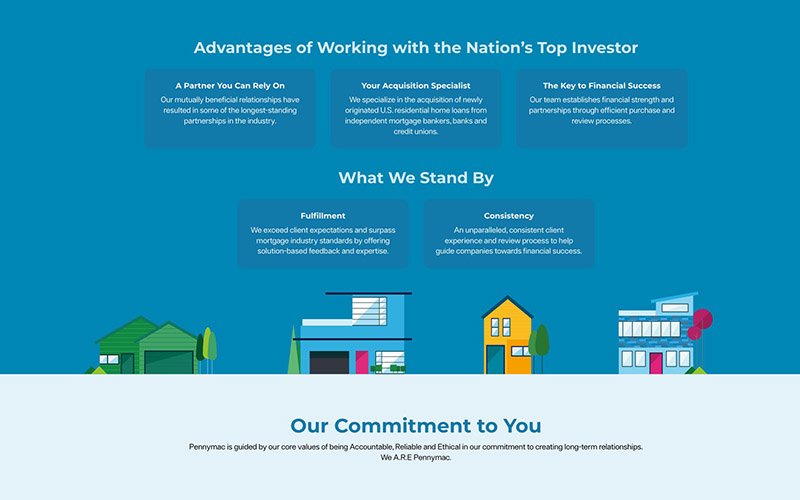 Advantages of Working with the Nation's Top Investor
A Partner You Can Rely On
Our mutually beneficial relationships have
resulted in some of the longest-standing
partnerships in the industry.
Your Acquisition Specialist
We specialize in the acquisition of newly
originated U.S. residential home loans from
independent mortgage bankers, banks and
credit unions.
The Key to Financial Success
Our team establishes financial strength and
partnerships through efficient purchase and
review processes.
What We Stand By
Fulfillment
We exceed client expectations and surpass
mortgage industry standards by offering
solution-based feedback and expertise.
Consistency
An unparalleled, consistent client
experience and review process to help
guide companies towards financial success.
Our Commitment to You
Pennymac is guided by our core values of being Accountable, Reliable and Ethical in our commitment to creating long-term relationships.
We A.R.E Pennymac.